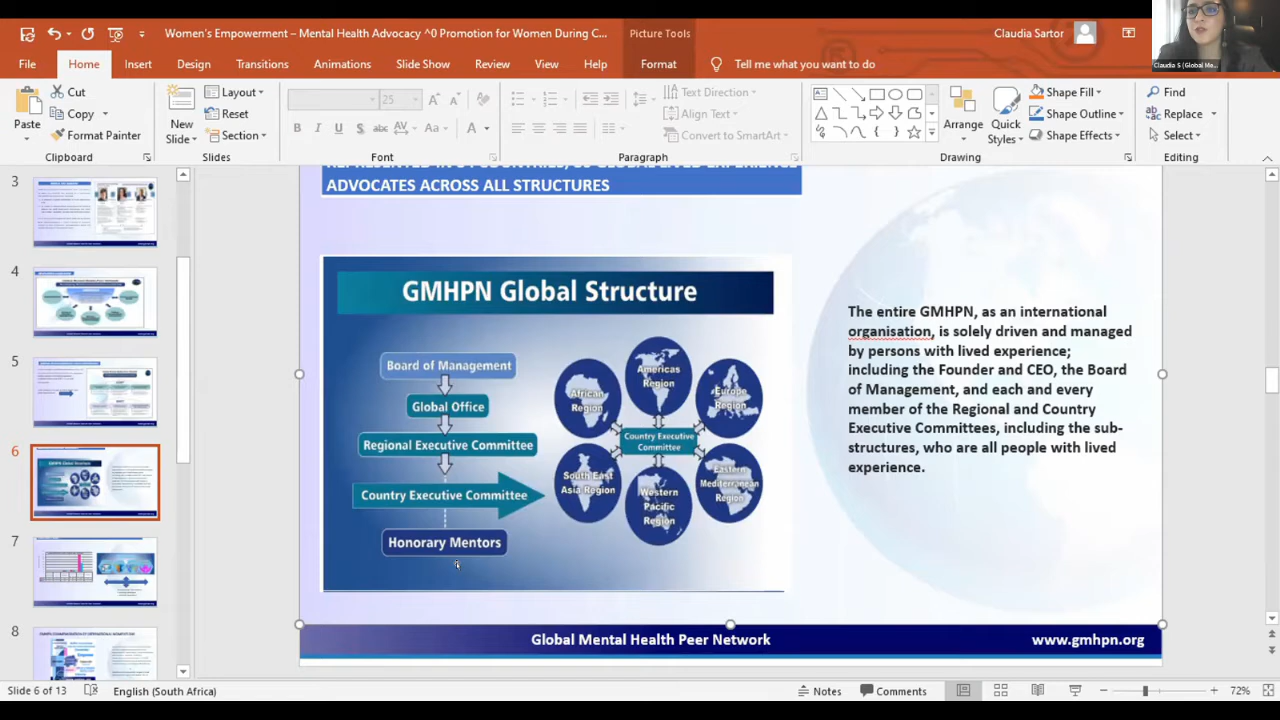 Women's Empowerment – Mental Health Advocacy ^0 Promotion for Women During C...
Picture Tools
Claudia Sartor
Claudia S (Global Me...
File
Home
Insert
Design
Transitions
Animations
Slide Show
Review
View
Help
Format
Tell me what you want to do
Paste
Cut
Copy
Format Painter
Clipboard
New
Slide
Layout
Reset
Section
Slides
25
Font
Text Direction
Align Text
Convert to SmartArt
Paragraph
Arrange
Quick
Styles
Shape Fill
Shape Outline
Shape Effects
Drawing
Find
Replace
Select
Editing
4
5
6
7
8
ADVOCATES ACROSS ALL STRUCTURES
GMHPN Global Structure
Board of Management
Global Office
Regional Executive Committee
Country Executive Committee
Honorary Mentors
African
Region
Americas
Region
Europe
Region
Country Executive
Committee
South East
Asia Region
Western
Pacific
Region
Eastern
Mediterranean
Region
The entire GMHPN, as an international
organisation, is solely driven and managed
by persons with lived experience;
including the Founder and CEO, the Board
of Management, and each and every
member of the Regional and Country
Executive Committees, including the sub-
structures, who are all people with lived
experience.
Global Mental Health Peer Network
www.gmhpn.org
Slide 6 of 13
English (South Africa)
Notes
Comments
72%